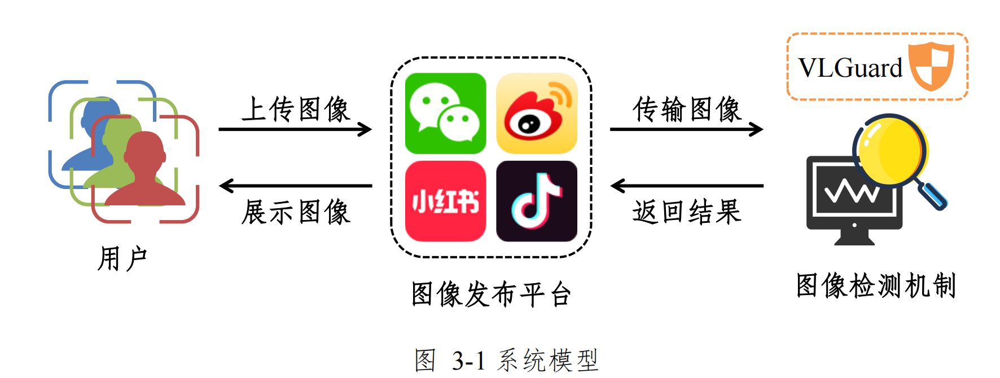 VLGuard
上传图像
传输图像
小红书
展示图像
返回结果
用户
图像发布平台
图像检测机制
图 3-1 系统模型